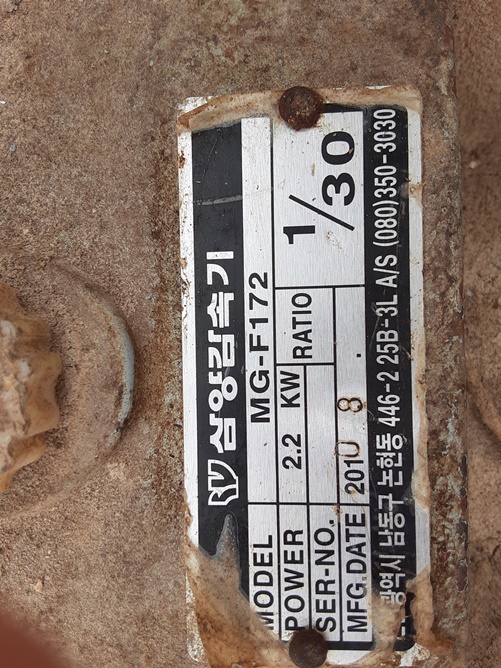 삼양감속기
MODEL MG-F172
POWER 2.2 KW RATIO 1/30
SER-NO.
MFG.DATE 2010 8.
광역시 남동구 논현동 446-2 25B-3L A/S (080)350-3030